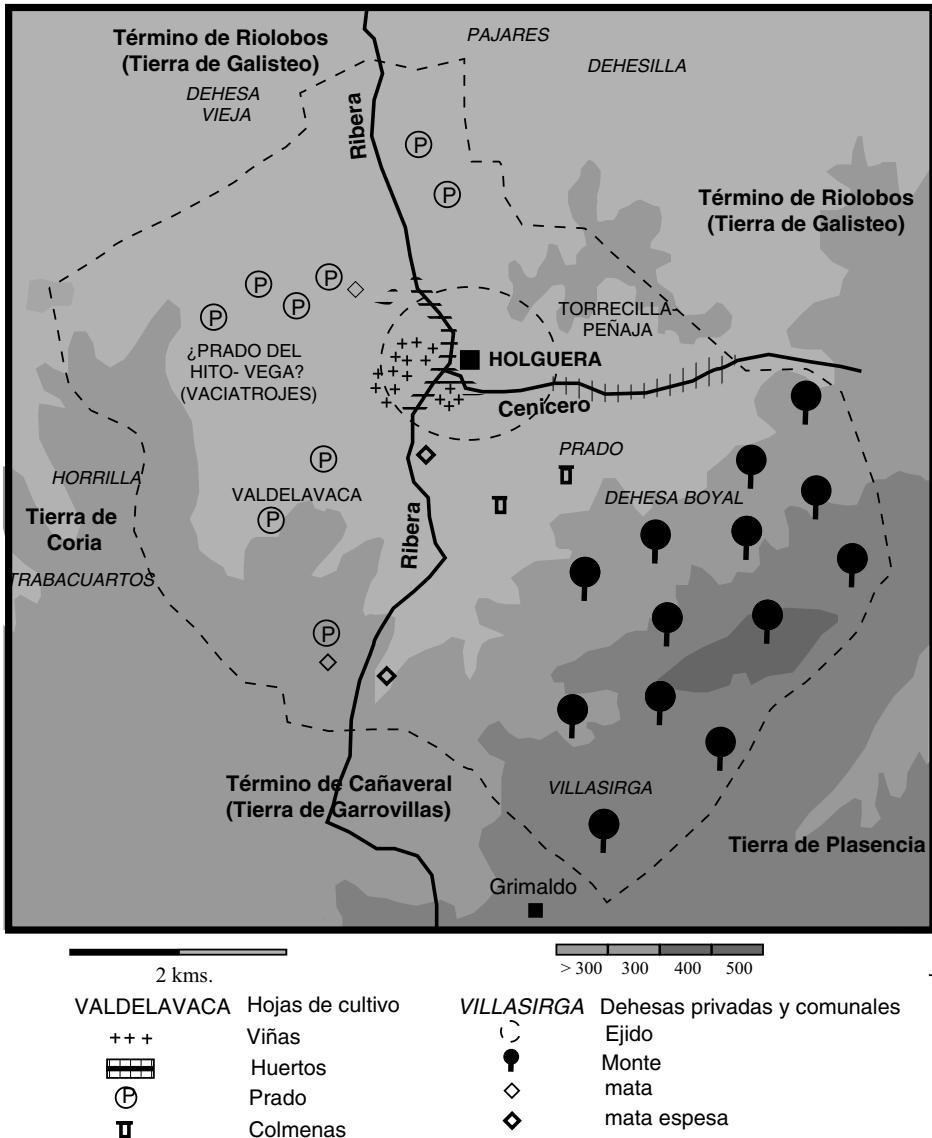 Término de Riolobos
(Tierra de Galisteo)
PAJARES
DEHESILLA
DEHESA
VIEJA
Ribera
P
P
Término de Riolobos
(Tierra de Galisteo)
P
P
P
P
TORRECILLA-
PEÑAJA
¿PRADO DEL
HITO- VEGA?
(VACIATROJES)
HOLGUERA
Cenicero
PRADO
P
HORRILLA
VALDELAVACA
DEHESA BOYAL
P
Tierra de
Coria
Ribera
TRABACUARTOS
P
Término de Cañaveral
(Tierra de Garrovillas)
VILLASIRGA
Tierra de Plasencia
Grimaldo
2 kms.
> 300 300 400 500
VALDELAVACA Hojas de cultivo
+++ Viñas
Huertos
P Prado
Colmenas
VILLASIRGA Dehesas privadas y comunales
Ejido
Monte
mata
mata espesa